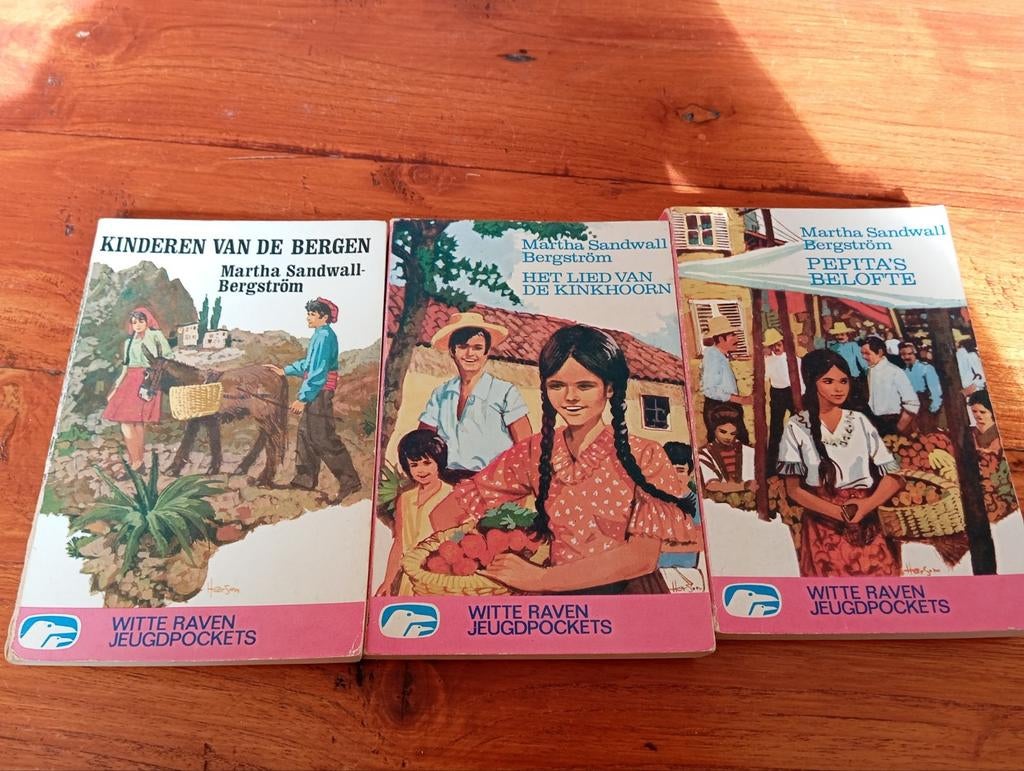 KINDEREN VAN DE BERGEN
Martha Sandwall-
Bergström
WITTE RAVEN
JEUGDPOCKETS
Martha Sandwall
Bergström
HET LIED VAN
DE KINKHOORN
WITTE RAVEN
JEUGDPOCKETS
Martha Sandwall
Bergström
PEPITA'S
BELOFTE
WITTE RAVEN
JEUGDPOCKETS